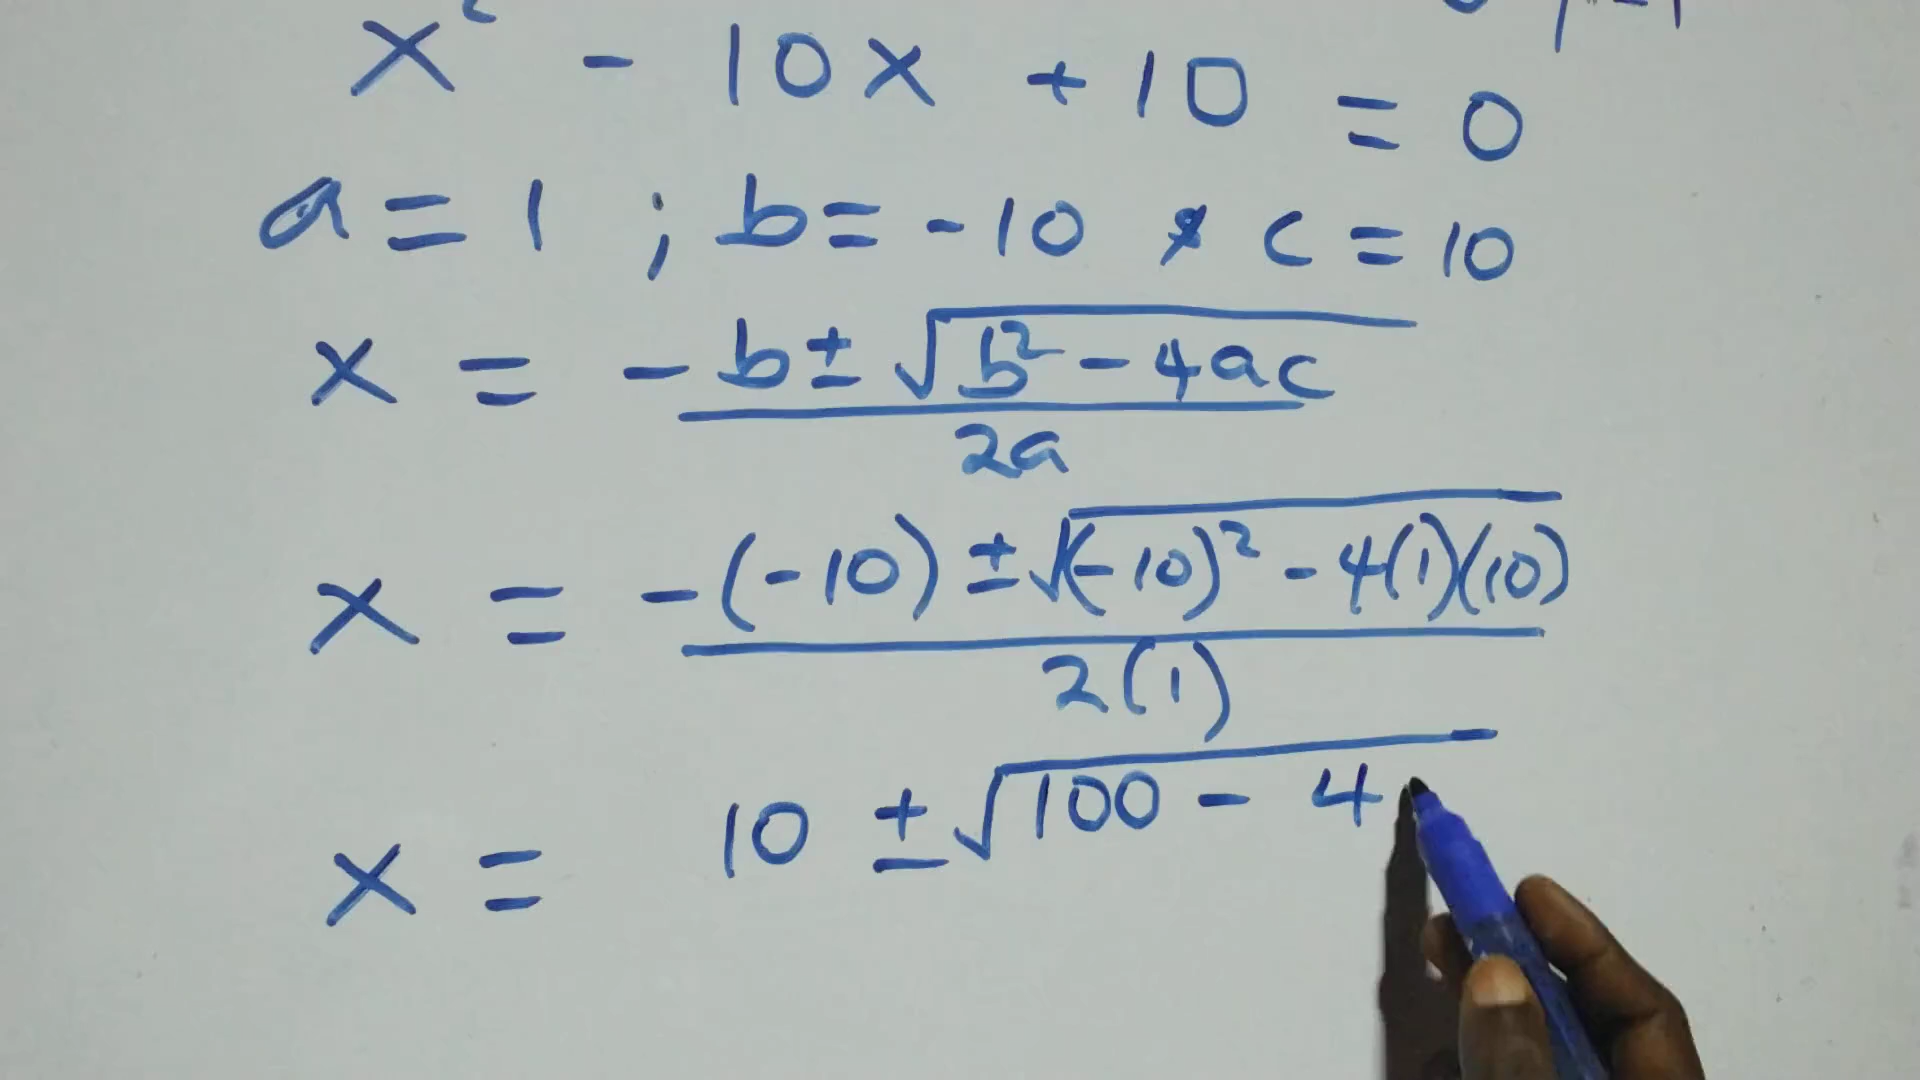 x² - 10x + 10 = 0
a = 1 ; b = -10 & c = 10
x = -b ± √(b² - 4ac) / 2a
x = -(-10) ± √((-10)² - 4(1)(10)) / 2(1)
x = 10 ± √(100 - 4